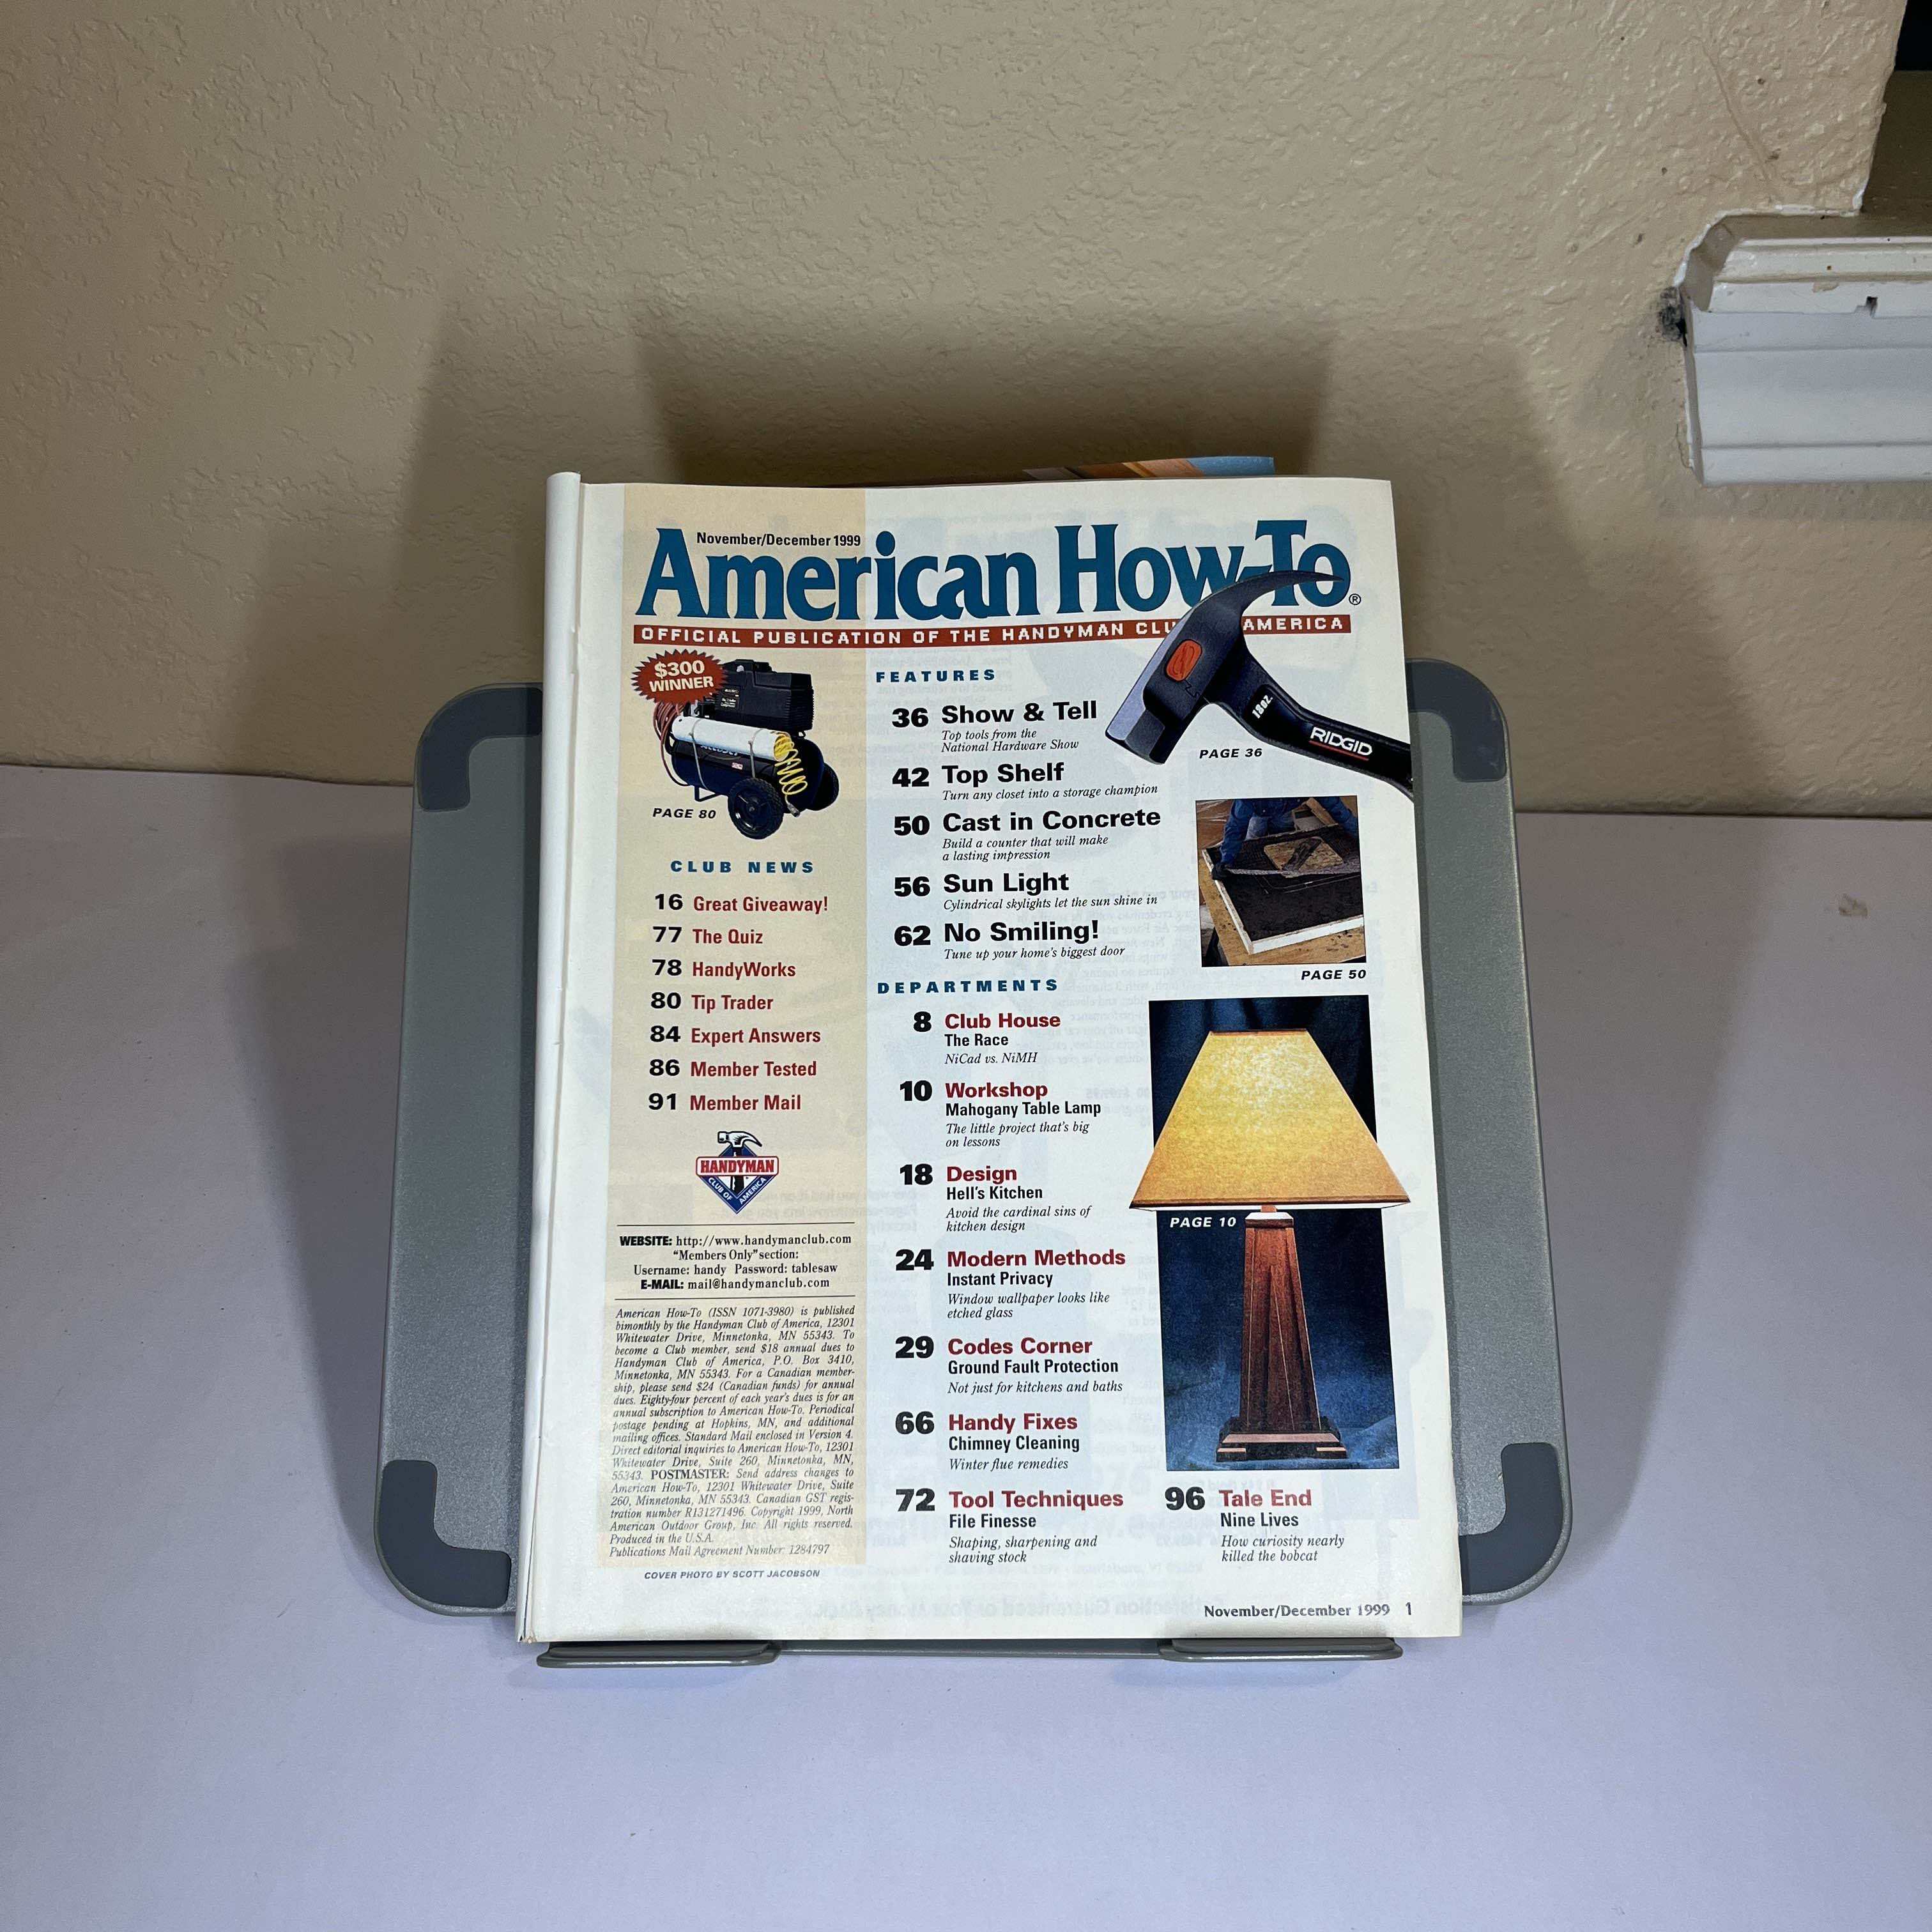 November/December 1999
American How-To®
OFFICIAL PUBLICATION OF THE HANDYMAN CLU AMERICA
$300
WINNER
PAGE 80
CLUB NEWS
16 Great Giveaway!
77 The Quiz
78 HandyWorks
80 Tip Trader
84 Expert Answers
86 Member Tested
91 Member Mail
HANDYMAN
CLUB OF AMERICA
WEBSITE: http://www.handymanclub.com
"Members Only" section:
Username: handy Password: tablesaw
E-MAIL: mail@handymanclub.com
American How-To (ISSN 1071-3980) is published
bimonthly by the Handyman Club of America, 12301
Whitewater Drive, Minnetonka, MN 55343. To
become a Club member, send $18 annual dues to
Handyman Club of America, P.O. Box 3410,
Minnetonka, MN 55343. For a Canadian member-
ship, please send $24 (Canadian funds) for annual
dues. Eighty-four percent of each year's dues is for an
annual subscription to American How-To. Periodical
postage pending at Hopkins, MN, and additional
mailing offices. Standard Mail enclosed in Version 4.
Direct editorial inquiries to American How-To, 12301
Whitewater Drive, Suite 260, Minnetonka, MN,
55343. POSTMASTER: Send address changes to
American How-To, 12301 Whitewater Drive, Suite
260, Minnetonka, MN 55343. Canadian GST regis-
tration number R131271496. Copyright 1999, North
American Outdoor Group, Inc. All rights reserved.
Produced in the U.S.A.
Publications Mail Agreement Number: 1284797
COVER PHOTO BY SCOTT JACOBSON
FEATURES
36 Show & Tell
Top tools from the
National Hardware Show
42 Top Shelf
Turn any closet into a storage champion
50 Cast in Concrete
Build a counter that will make
a lasting impression
56 Sun Light
Cylindrical skylights let the sun shine in
62 No Smiling!
Tune up your home's biggest door
18oz.
RIDGID
PAGE 36
PAGE 50
DEPARTMENTS
8 Club House
The Race
NiCad vs. NiMH
10 Workshop
Mahogany Table Lamp
The little project that's big
on lessons
18 Design
Hell's Kitchen
Avoid the cardinal sins of
kitchen design
24 Modern Methods
Instant Privacy
Window wallpaper looks like
etched glass
29 Codes Corner
Ground Fault Protection
Not just for kitchens and baths
66 Handy Fixes
Chimney Cleaning
Winter flue remedies
72 Tool Techniques
File Finesse
Shaping, sharpening and
shaving stock
PAGE 10
96 Tale End
Nine Lives
How curiosity nearly
killed the bobcat
November/December 1999 1